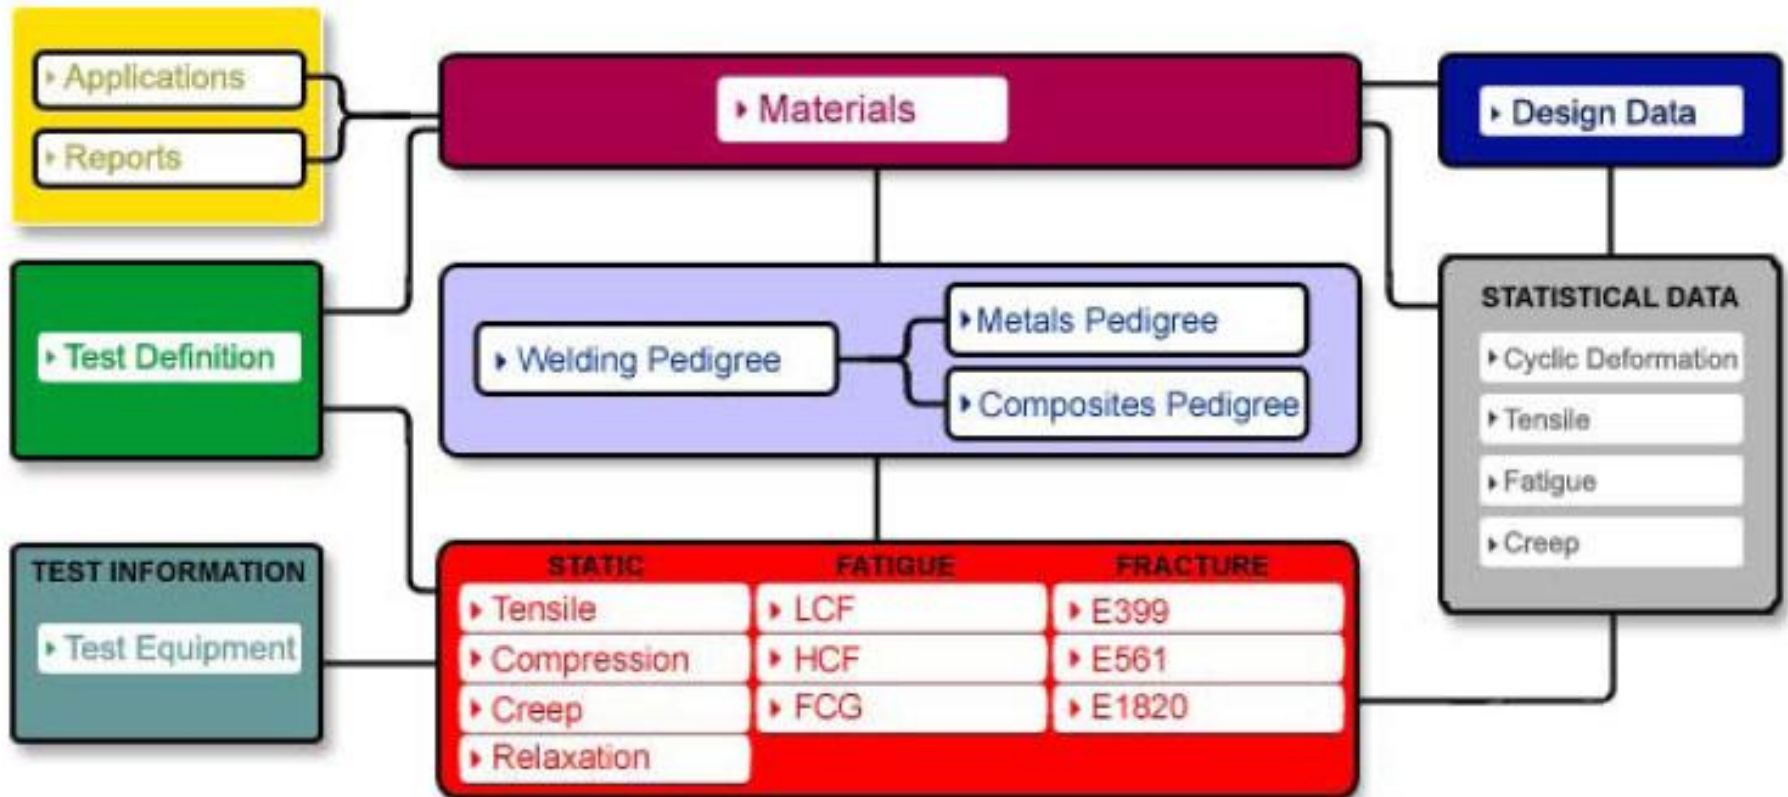 Applications
Reports
Materials
Design Data
Test Definition
Welding Pedigree
Metals Pedigree
Composites Pedigree
STATISTICAL DATA
Cyclic Deformation
Tensile
Fatigue
Creep
TEST INFORMATION
Test Equipment
STATIC
Tensile
Compression
Creep
Relaxation
FATIGUE
LCF
HCF
FCG
FRACTURE
E399
E561
E1820